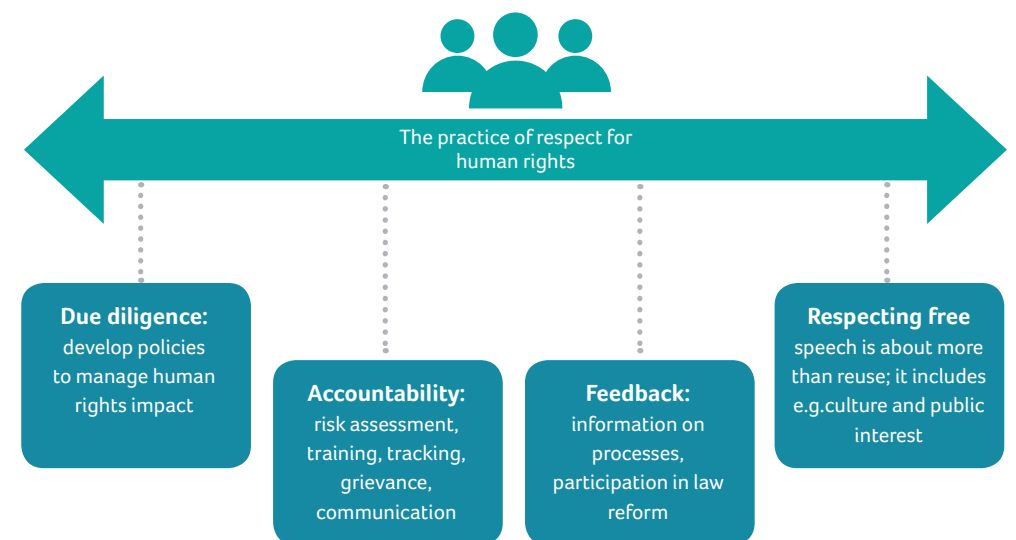 The practice of respect for
human rights
Due diligence:
develop policies
to manage human
rights impact
Accountability:
risk assessment,
training, tracking,
grievance,
communication
Feedback:
information on
processes,
participation in law
reform
Respecting free
speech is about more
than reuse; it includes
e.g.culture and public
interest